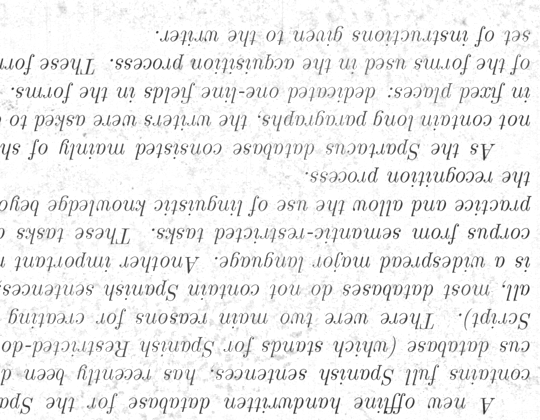 A new offline handwritten database for the Spa
contains full Spanish sentences, has recently been d
cus database (which stands for Spanish Restricted-do
Script). There were two main reasons for creating
all, most databases do not contain Spanish sentences,
is a widespread major language. Another important r
corpus from semantic-restricted tasks. These tasks a
practice and allow the use of linguistic knowledge beyo
the recognition process.
As the Spartacus database consisted mainly of sh
not contain long paragraphs, the writers were asked to c
in fixed places: dedicated one-line fields in the forms.
of the forms used in the acquisition process. These form
set of instructions given to the writer.